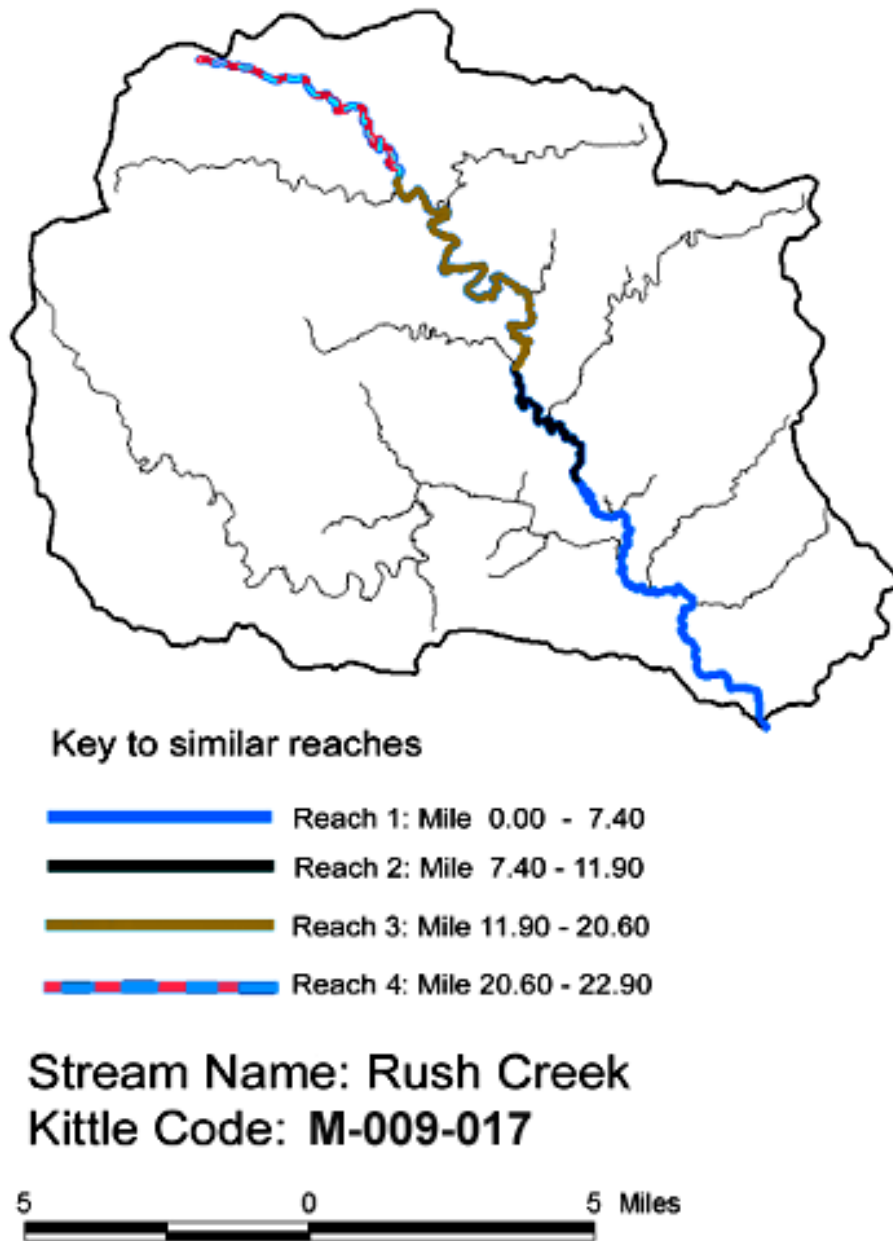 Key to similar reaches
Reach 1: Mile 0.00 - 7.40
Reach 2: Mile 7.40 - 11.90
Reach 3: Mile 11.90 - 20.60
Reach 4: Mile 20.60 - 22.90
Stream Name: Rush Creek
Kittle Code: M-009-017
5 0 5 Miles